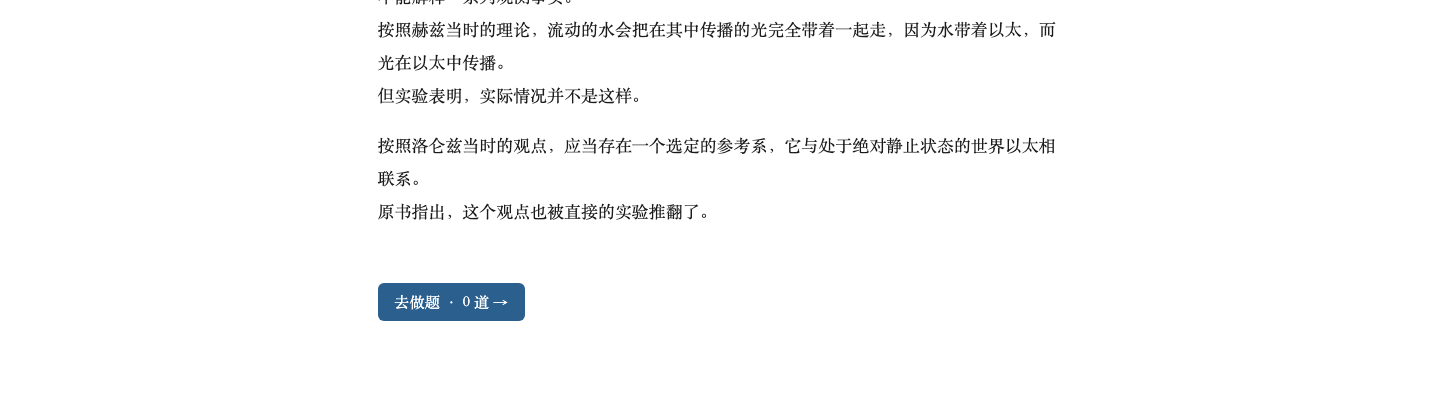 按照赫兹当时的理论，流动的水会把在其中传播的光完全带着一起走，因为水带着以太，而
光在以太中传播。
但实验表明，实际情况并不是这样。
按照洛仑兹当时的观点，应当存在一个选定的参考系，它与处于绝对静止状态的世界以太相
联系。
原书指出，这个观点也被直接的实验推翻了。
去做题 · 0 道 →